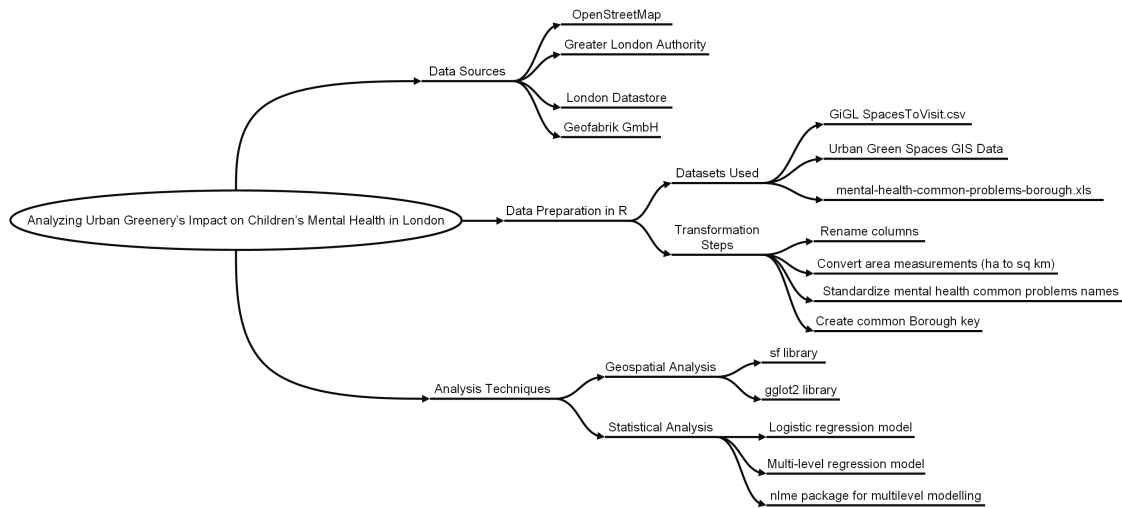 OpenStreetMap
Greater London Authority
Data Sources
London Datastore
Geofabrik GmbH
GiGL SpacesToVisit.csv
Urban Green Spaces GIS Data
Datasets Used
mental-health-common-problems-borough.xls
Analyzing Urban Greenery's Impact on Children's Mental Health in London
Data Preparation in R
Transformation
Steps
Rename columns
Convert area measurements (ha to sq km)
Standardize mental health common problems names
Create common Borough key
sf library
Geospatial Analysis
gglot2 library
Analysis Techniques
Statistical Analysis
Logistic regression model
Multi-level regression model
nlme package for multilevel modelling